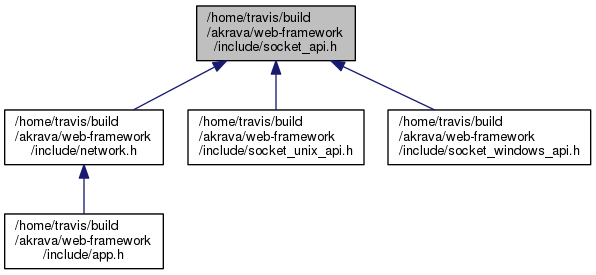 /home/travis/build
/akrava/web-framework
/include/socket_api.h
/home/travis/build
/akrava/web-framework
/include/network.h
/home/travis/build
/akrava/web-framework
/include/socket_unix_api.h
/home/travis/build
/akrava/web-framework
/include/socket_windows_api.h
/home/travis/build
/akrava/web-framework
/include/app.h